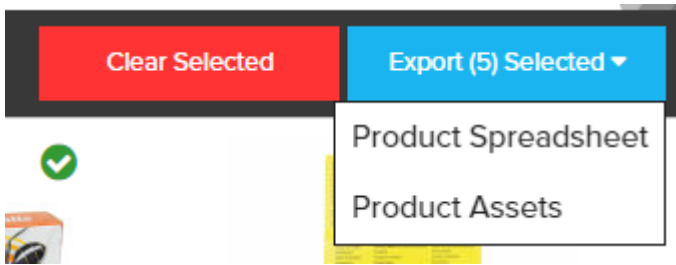 Clear Selected
Export (5) Selected
Product Spreadsheet
Product Assets